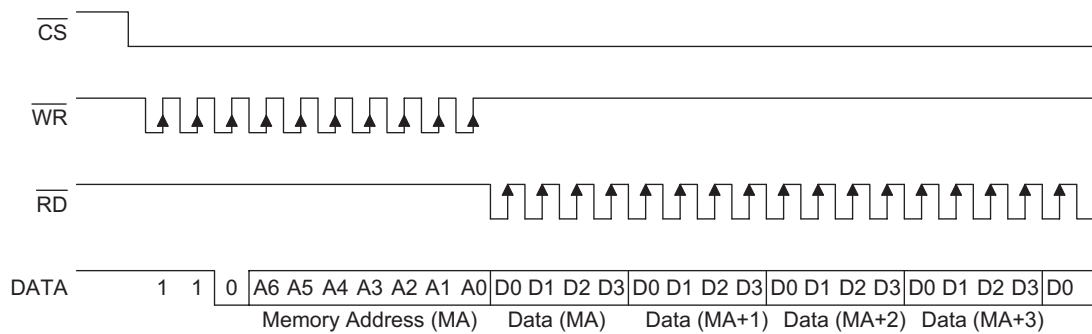 CS
WR
RD
DATA 1 1 0 A6 A5 A4 A3 A2 A1 A0 D0 D1 D2 D3 D0 D1 D2 D3 D0 D1 D2 D3 D0 D1 D2 D3 D0
Memory Address (MA) Data (MA) Data (MA+1) Data (MA+2) Data (MA+3)